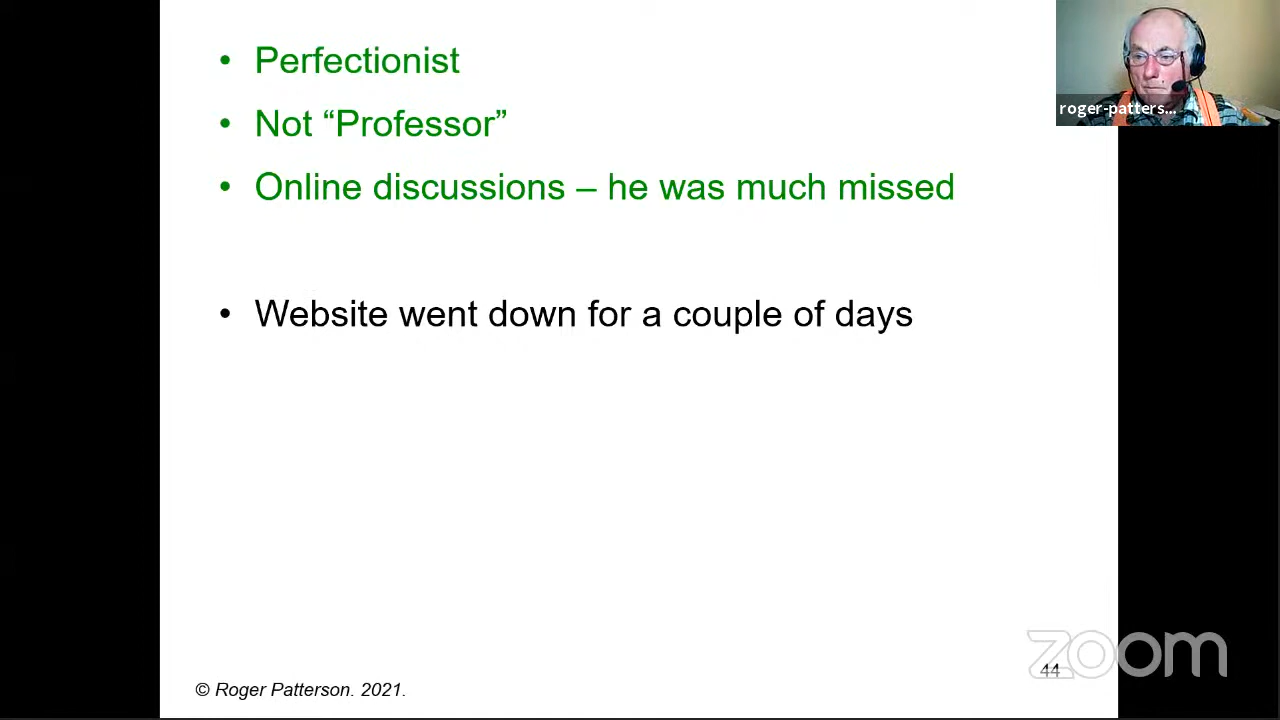 • Perfectionist
• Not “Professor”
• Online discussions – he was much missed
• Website went down for a couple of days
roger-patters...
© Roger Patterson. 2021.
44
zoom